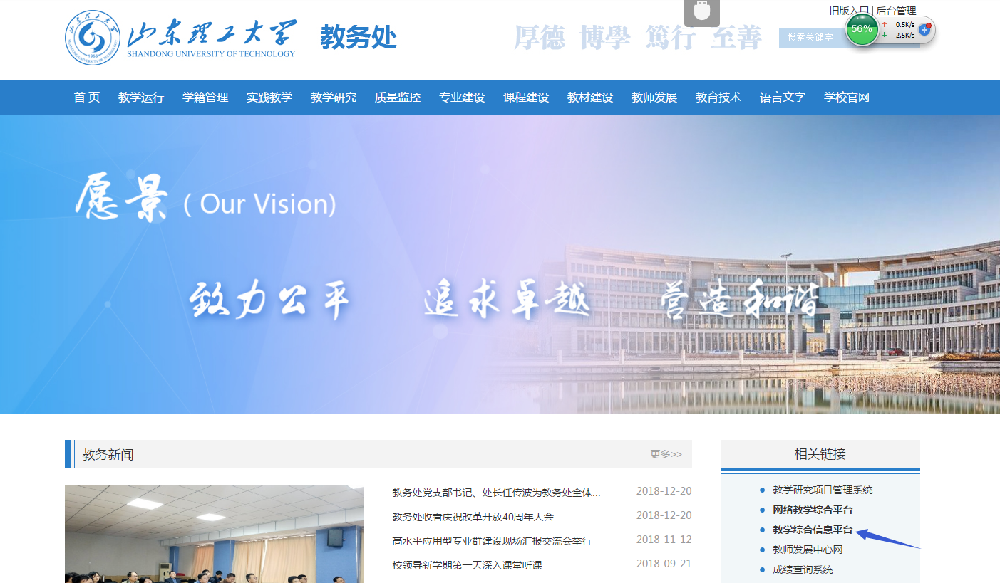 旧版入口 | 后台管理
山东理工大学 教务处
SHANDONG UNIVERSITY OF TECHNOLOGY
厚德 博學 篤行 至善
搜索关键字
56%
0.5K/s
2.5K/s
首 页 教学运行 学籍管理 实践教学 教学研究 质量监控 专业建设 课程建设 教材建设 教师发展 教育技术 语言文字 学校官网
愿景 ( Our Vision)
致力公平 追求卓越 营造和谐
教务新闻 更多>>
教务处党支部书记、处长任传波为教务处全体... 2018-12-20
教务处收看庆祝改革开放40周年大会 2018-12-20
高水平应用型专业群建设现场汇报交流会举行 2018-11-12
校领导新学期第一天深入课堂听课 2018-09-21
相关链接
教学研究项目管理系统
网络教学综合平台
教学综合信息平台
教师发展中心网
成绩查询系统